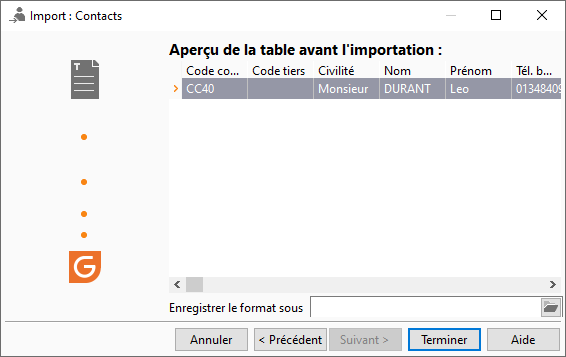 Import : Contacts
T
Aperçu de la table avant l'importation :
Code co... Code tiers Civilité Nom Prénom Tél. b...
CC40 Monsieur DURANT Leo 01348409
G
Enregistrer le format sous
Annuler < Précédent Suivant > Terminer Aide